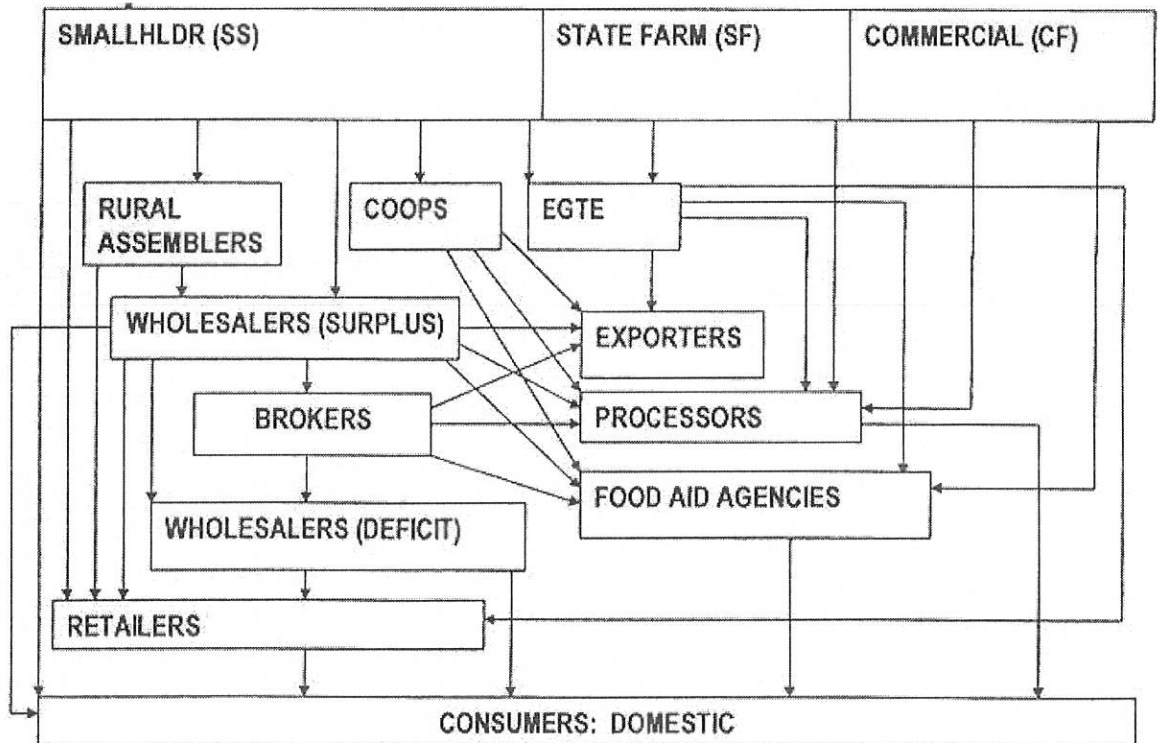 SMALLHLDR (SS)
STATE FARM (SF)
COMMERCIAL (CF)
RURAL
ASSEMBLERS
COOPS
EGTE
WHOLESALERS (SURPLUS)
EXPORTERS
BROKERS
PROCESSORS
FOOD AID AGENCIES
WHOLESALERS (DEFICIT)
RETAILERS
CONSUMERS: DOMESTIC